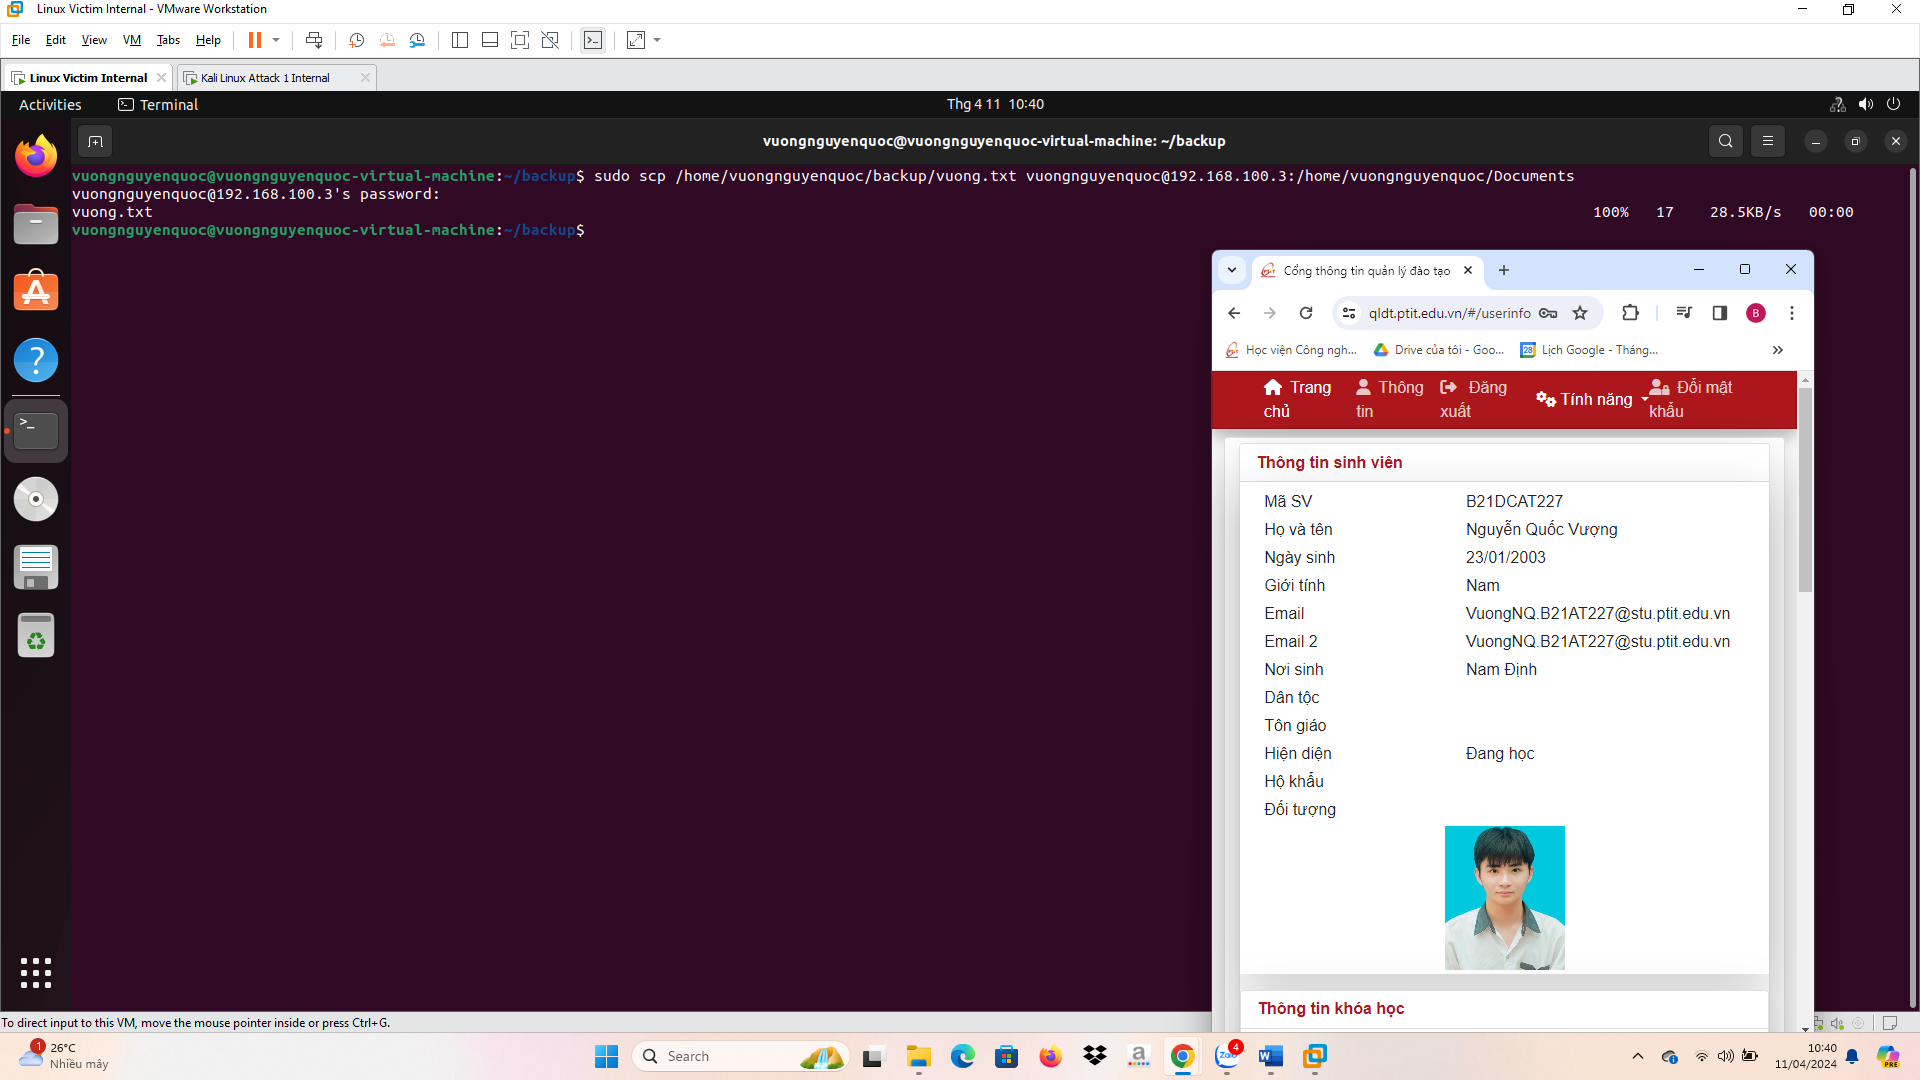 Linux Victim Internal - VMware Workstation
File Edit View VM Tabs Help
Linux Victim Internal
Kali Linux Attack 1 Internal
Activities
Terminal
Thg 4 11 10:40
vuongnguyenquoc@vuongnguyenquoc-virtual-machine: ~/backup
vuongnguyenquoc@vuongnguyenquoc-virtual-machine:~/backup$ sudo scp /home/vuongnguyenquoc/backup/vuong.txt vuongnguyenquoc@192.168.100.3:/home/vuongnguyenquoc/Documents
vuongnguyenquoc@192.168.100.3's password:
vuong.txt 100% 17 28.5KB/s 00:00
vuongnguyenquoc@vuongnguyenquoc-virtual-machine:~/backup$
Cổng thông tin quản lý đào tạo
qldt.ptit.edu.vn/#/userinfo
B
Học viện Công ngh...
Drive của tôi - Goo...
28
Lịch Google - Tháng...
Trang chủ
Thông tin
Đăng xuất
Tính năng
Đỗi mật khẩu
Thông tin sinh viên
Mã SV B21DCAT227
Họ và tên Nguyễn Quốc Vượng
Ngày sinh 23/01/2003
Giới tính Nam
Email VuongNQ.B21AT227@stu.ptit.edu.vn
Email 2 VuongNQ.B21AT227@stu.ptit.edu.vn
Nơi sinh Nam Định
Dân tộc
Tôn giáo
Hiện diện Đang học
Hộ khẩu
Đối tượng
Thông tin khóa học
To direct input to this VM, move the mouse pointer inside or press Ctrl+G.
1
26°C
Nhiều mây
Search
Zalo
4
10:40
11/04/2024
PRE